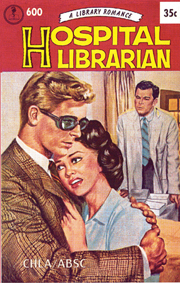 A LIBRARY ROMANCE
600
35c
HOSPITAL
LIBRARIAN
CHLA/ABSC